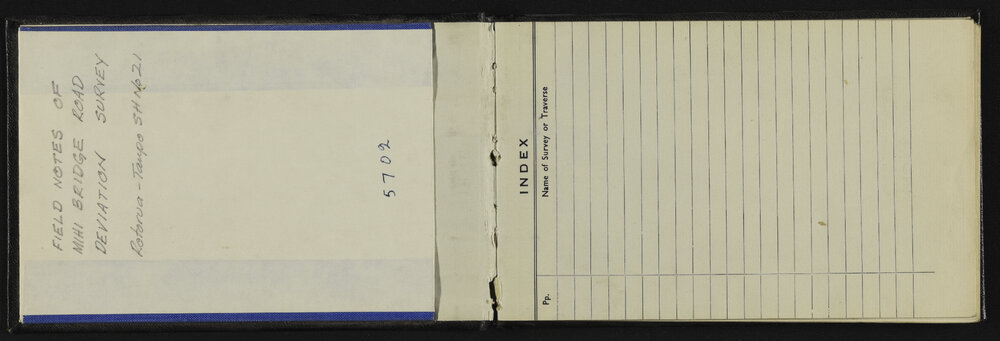 FIELD NOTES OF
MIHI BRIDGE ROAD
DEVIATION SURVEY
Rotorua - Taupo SH No 21
5702
INDEX
Pp. Name of Survey or Traverse